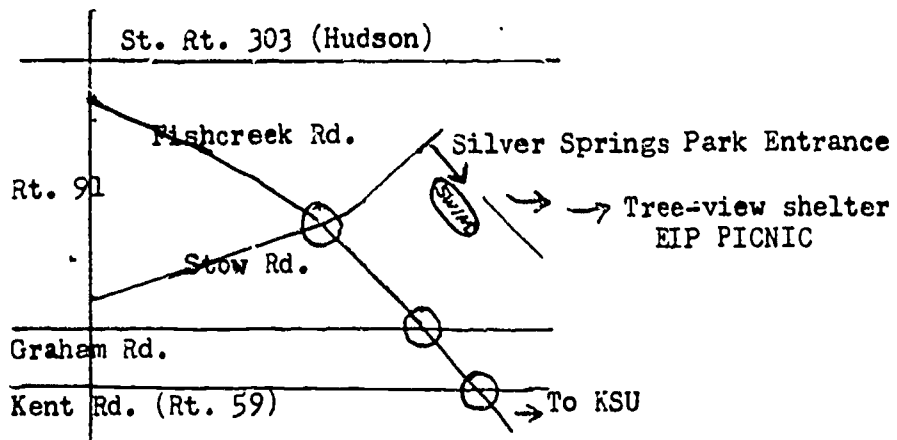 St. Rt. 303 (Hudson)
Fishcreek Rd.
Silver Springs Park Entrance
Rt. 91
SWIM
Tree-view shelter
EIP PICNIC
Stow Rd.
Graham Rd.
Kent Rd. (Rt. 59)
To KSU